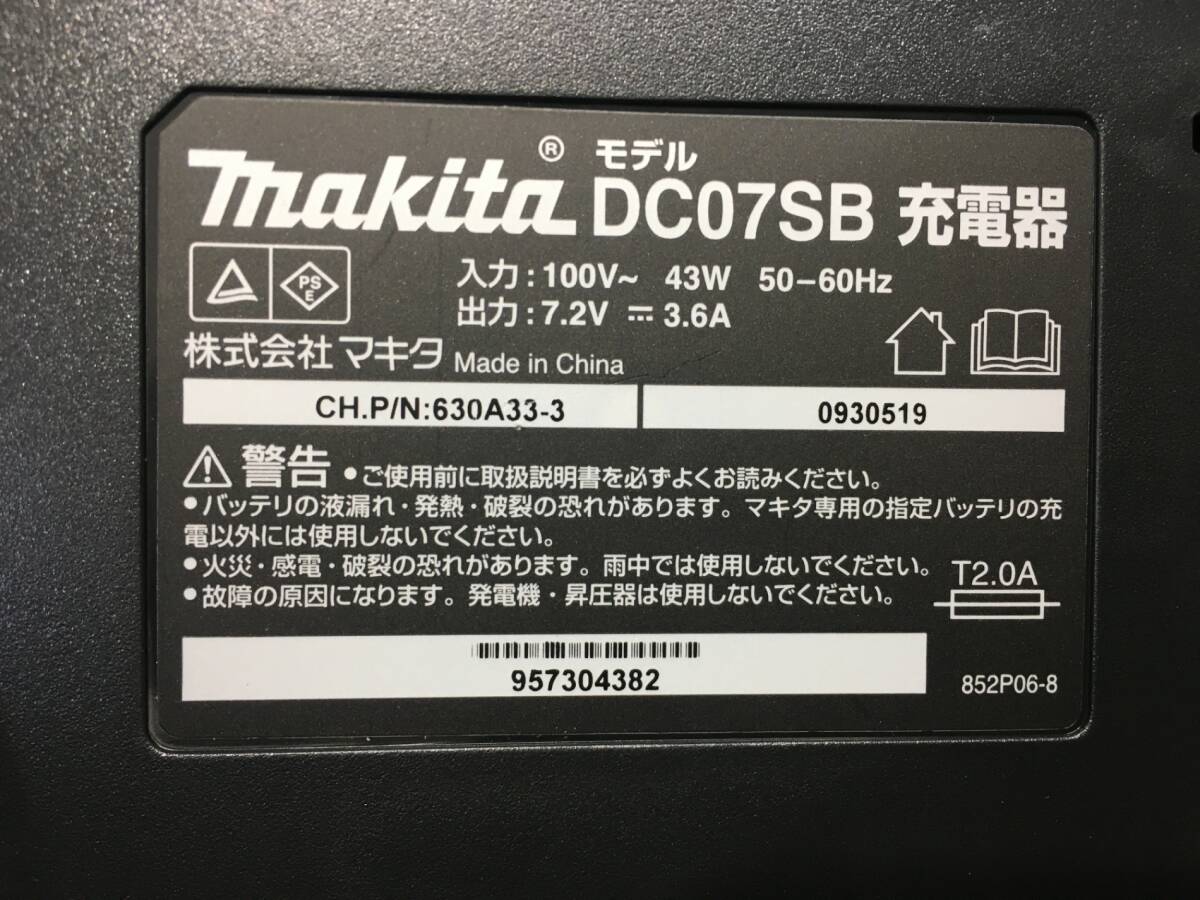 makita® モデル DC07SB 充電器
PS
E
入力:100V~ 43W 50-60Hz
出力:7.2V ⎓ 3.6A
株式会社マキタ Made in China
CH.P/N:630A33-3
0930519
警告 ●ご使用前に取扱説明書を必ずよくお読みください。
●バッテリの液漏れ・発熱・破裂の恐れがあります。マキタ専用の指定バッテリの充
電以外には使用しないでください。
●火災・感電・破裂の恐れがあります。雨中では使用しないでください。
●故障の原因になります。発電機・昇圧器は使用しないでください。
T2.0A
957304382
852P06-8